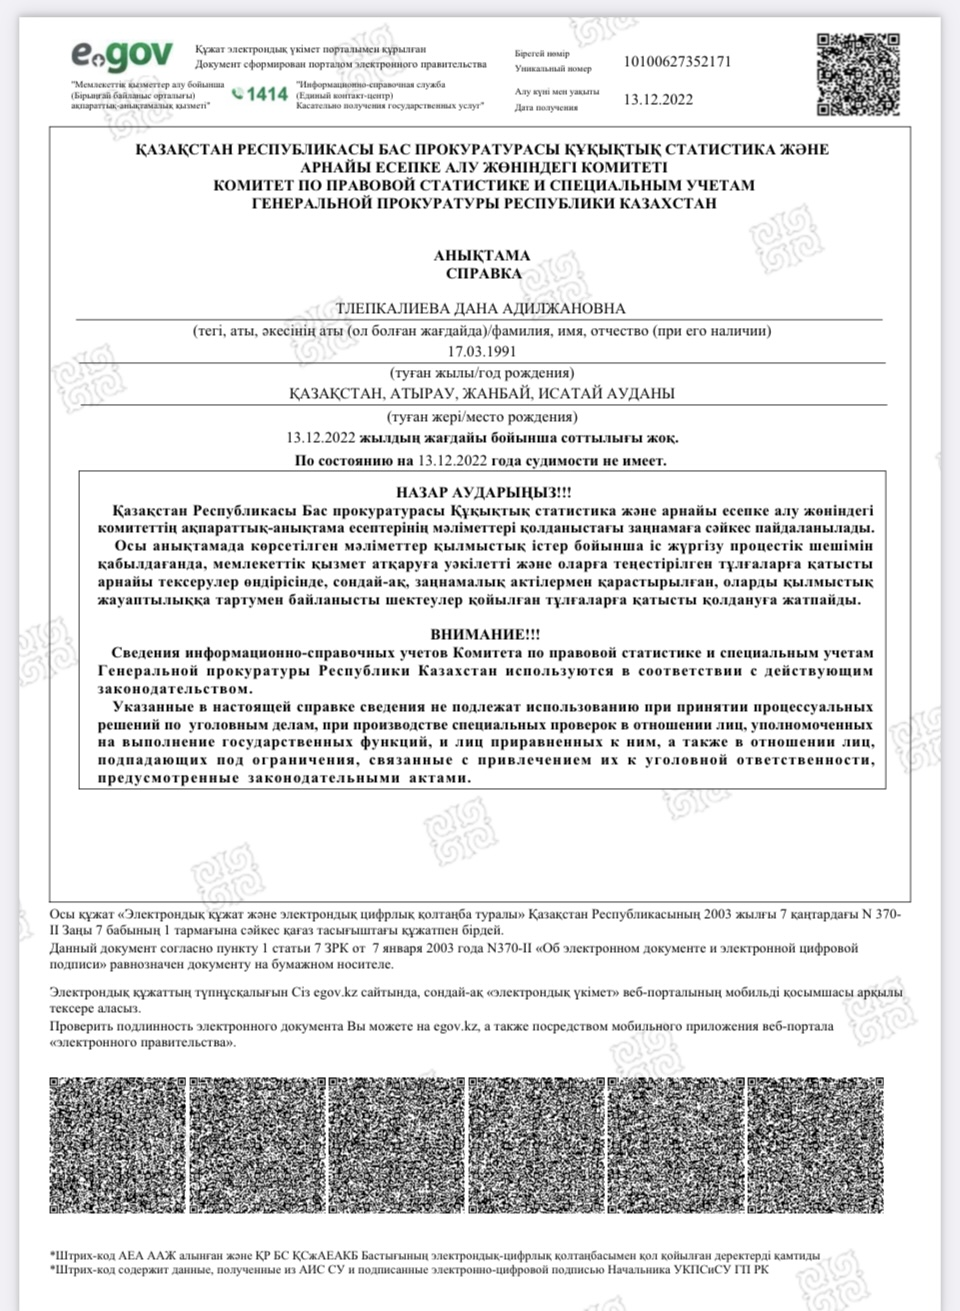 e.gov
Құжат электрондық үкімет порталымен құрылған
Документ сформирован порталом электронного правительства
"Мемлекеттік қызметтер алу бойынша
(Бірыңғай байланыс орталығы)
ақпараттық-анықтамалық қызметі"
1414
"Информационно-справочная служба
(Единый контакт-центр)
Касательно получения государственных услуг"
Бірегей нөмір
Уникальный номер
10100627352171
Алу күні мен уақыты
Дата получения
13.12.2022
ҚАЗАҚСТАН РЕСПУБЛИКАСЫ БАС ПРОКУРАТУРАСЫ ҚҰҚЫҚТЫҚ СТАТИСТИКА ЖӘНЕ
АРНАЙЫ ЕСЕПКЕ АЛУ ЖӨНІНДЕГІ КОМИТЕТІ
КОМИТЕТ ПО ПРАВОВОЙ СТАТИСТИКЕ И СПЕЦИАЛЬНЫМ УЧЕТАМ
ГЕНЕРАЛЬНОЙ ПРОКУРАТУРЫ РЕСПУБЛИКИ КАЗАХСТАН
АНЫҚТАМА
СПРАВКА
ТЛЕПКАЛИЕВА ДАНА АДИЛЖАНОВНА
(тегі, аты, әкесінің аты (ол болған жағдайда)/фамилия, имя, отчество (при его наличии)
17.03.1991
(туған жылы/год рождения)
ҚАЗАҚСТАН, АТЫРАУ, ЖАНБАЙ, ИСАТАЙ АУДАНЫ
(туған жері/место рождения)
13.12.2022 жылдың жағдайы бойынша соттылығы жоқ.
По состоянию на 13.12.2022 года судимости не имеет.
НАЗАР АУДАРЫҢЫЗ!!!
Қазақстан Республикасы Бас прокуратурасы Құқықтық статистика және арнайы есепке алу жөніндегі
комитеттің ақпараттық-анықтама есептерінің мәліметтері қолданыстағы заңнамаға сәйкес пайдаланылады.
Осы анықтамада көрсетілген мәліметтер қылмыстық істер бойынша іс жүргізу процестік шешімін
қабылдағанда, мемлекеттік қызмет атқаруға уәкілетті және оларға теңестірілген тұлғаларға қатысты
арнайы тексерулер өндірісінде, сондай-ақ, заңнамалық актілермен қарастырылған, оларды қылмыстық
жауаптылыққа тартумен байланысты шектеулер қойылған тұлғаларға қатысты қолдануға жатпайды.
ВНИМАНИЕ!!!
Сведения информационно-справочных учетов Комитета по правовой статистике и специальным учетам
Генеральной прокуратуры Республики Казахстан используются в соответствии с действующим
законодательством.
Указанные в настоящей справке сведения не подлежат использованию при принятии процессуальных
решений по уголовным делам, при производстве специальных проверок в отношении лиц, уполномоченных
на выполнение государственных функций, и лиц приравненных к ним, а также в отношении лиц,
подпадающих под ограничения, связанные с привлечением их к уголовной ответственности,
предусмотренные законодательными актами.
Осы құжат «Электрондық құжат және электрондық цифрлық қолтаңба туралы» Қазақстан Республикасының 2003 жылғы 7 қаңтардағы N 370-
II Заңы 7 бабының 1 тармағына сәйкес қағаз тасығыштағы құжатпен бірдей.
Данный документ согласно пункту 1 статьи 7 ЗРК от 7 января 2003 года N370-II «Об электронном документе и электронной цифровой
подписи» равнозначен документу на бумажном носителе.
Электрондық құжаттың түпнұсқалығын Сіз egov.kz сайтында, сондай-ақ «электрондық үкімет» веб-порталының мобильді қосымшасы арқылы
тексере аласыз.
Проверить подлинность электронного документа Вы можете на egov.kz, а также посредством мобильного приложения веб-портала
«электронного правительства».
*Штрих-код АЕА ААЖ алынған және ҚР БС ҚСжАЕАКБ Бастығының электрондық-цифрлық қолтаңбасымен қол қойылған деректерді қамтиды
*Штрих-код содержит данные, полученные из АИС СУ и подписанные электронно-цифровой подписью Начальника УКПСиСУ ГП РК